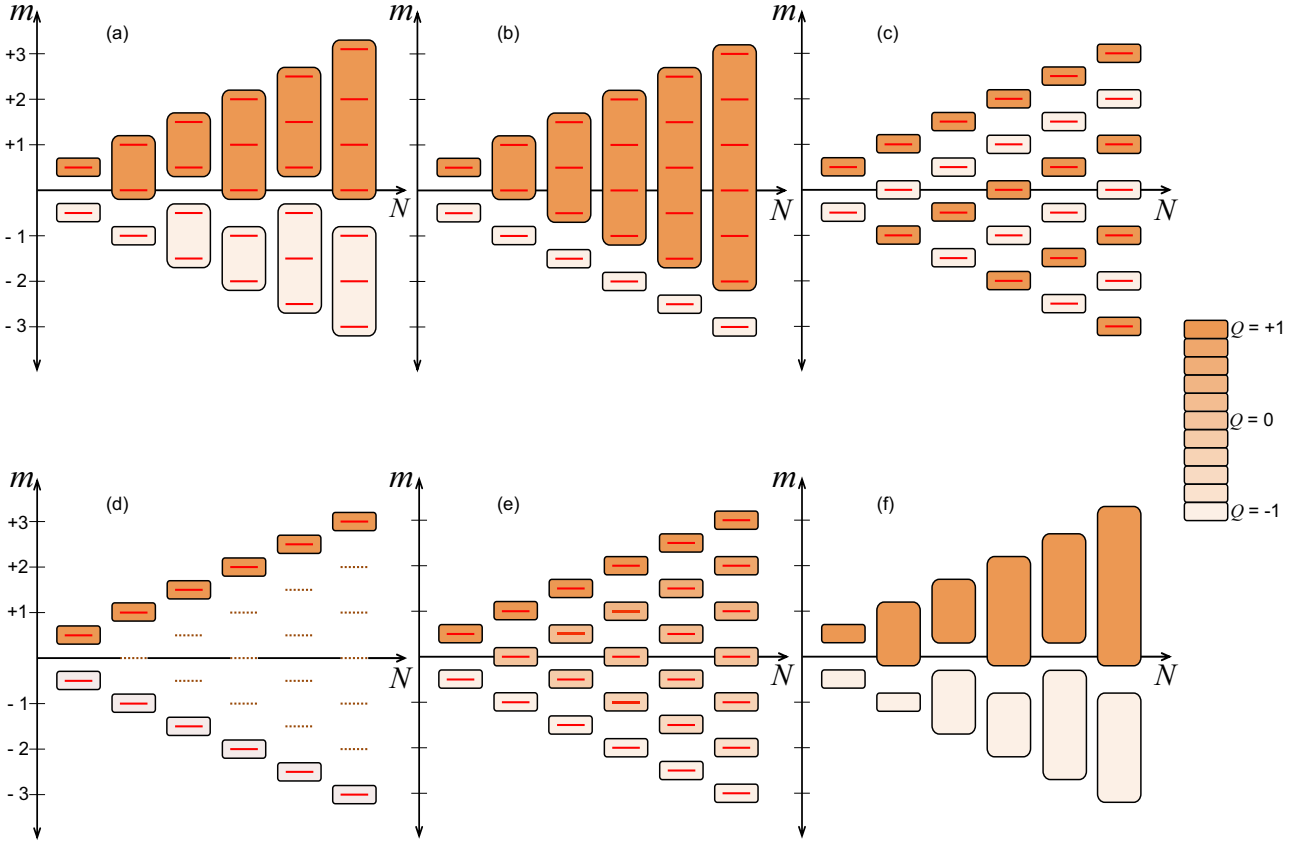 m
(a)
+3
+2
+1
N
- 1
- 2
- 3
m
(b)
N
m
(c)
N
Q = +1
Q = 0
Q = -1
m
(d)
+3
+2
+1
N
- 1
- 2
- 3
m
(e)
N
m
(f)
N